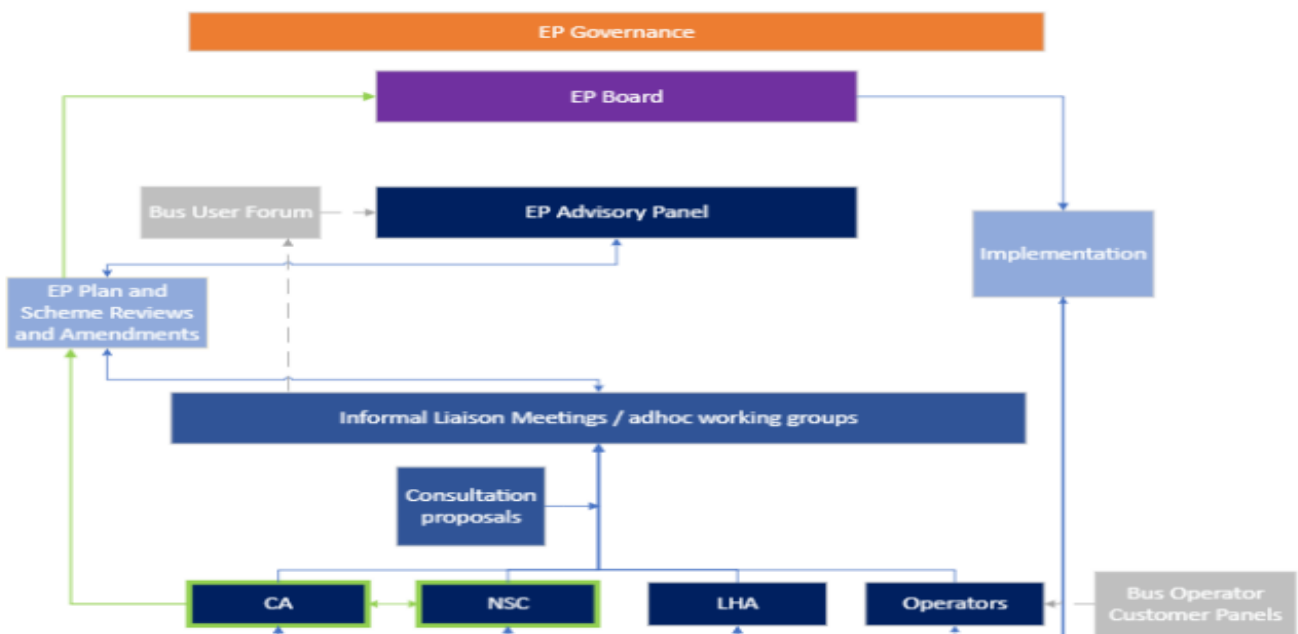 EP Governance
EP Board
Bus User Forum
EP Advisory Panel
Implementation
EP Plan and
Scheme Reviews
and Amendments
Informal Liaison Meetings / adhoc working groups
Consultation
proposals
CA
NSC
LHA
Operators
Bus Operator
Customer Panels